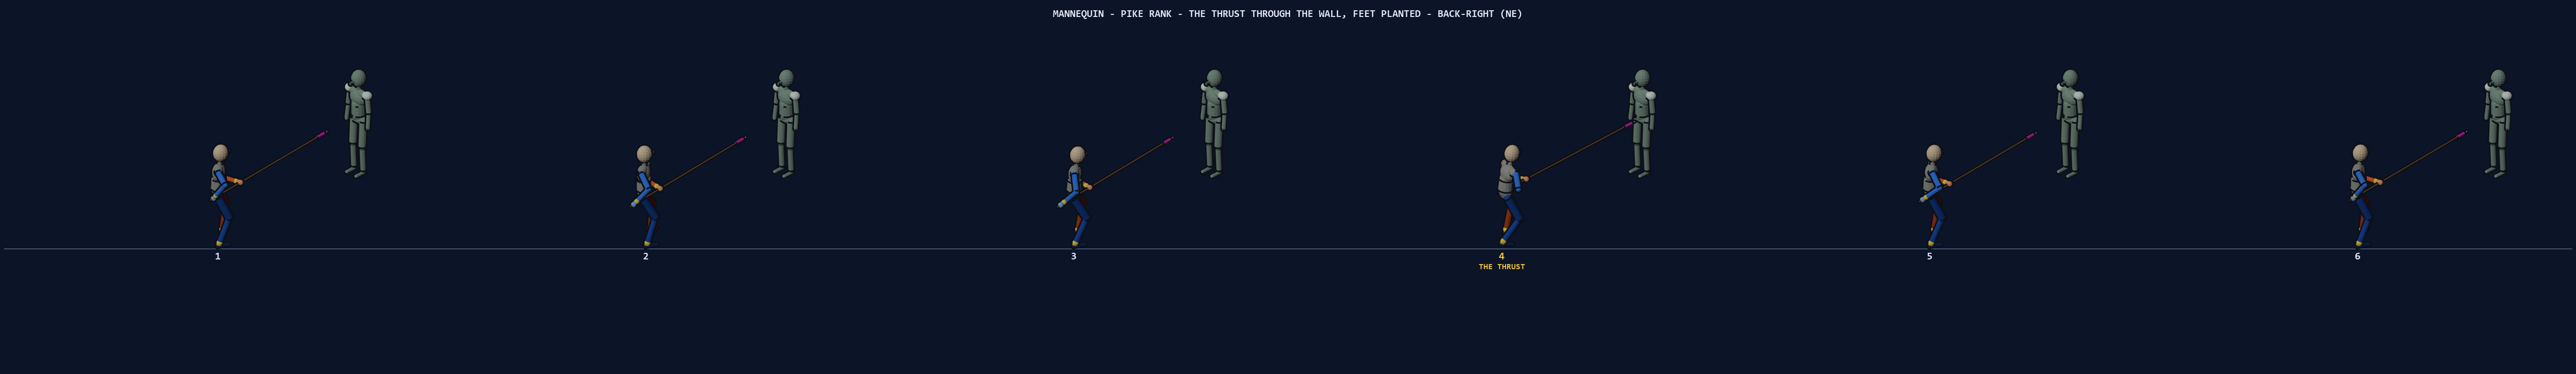 MANNEQUIN - PIKE RANK - THE THRUST THROUGH THE WALL, FEET PLANTED - BACK-RIGHT (NE)
1 2 3 4 5 6
THE THRUST